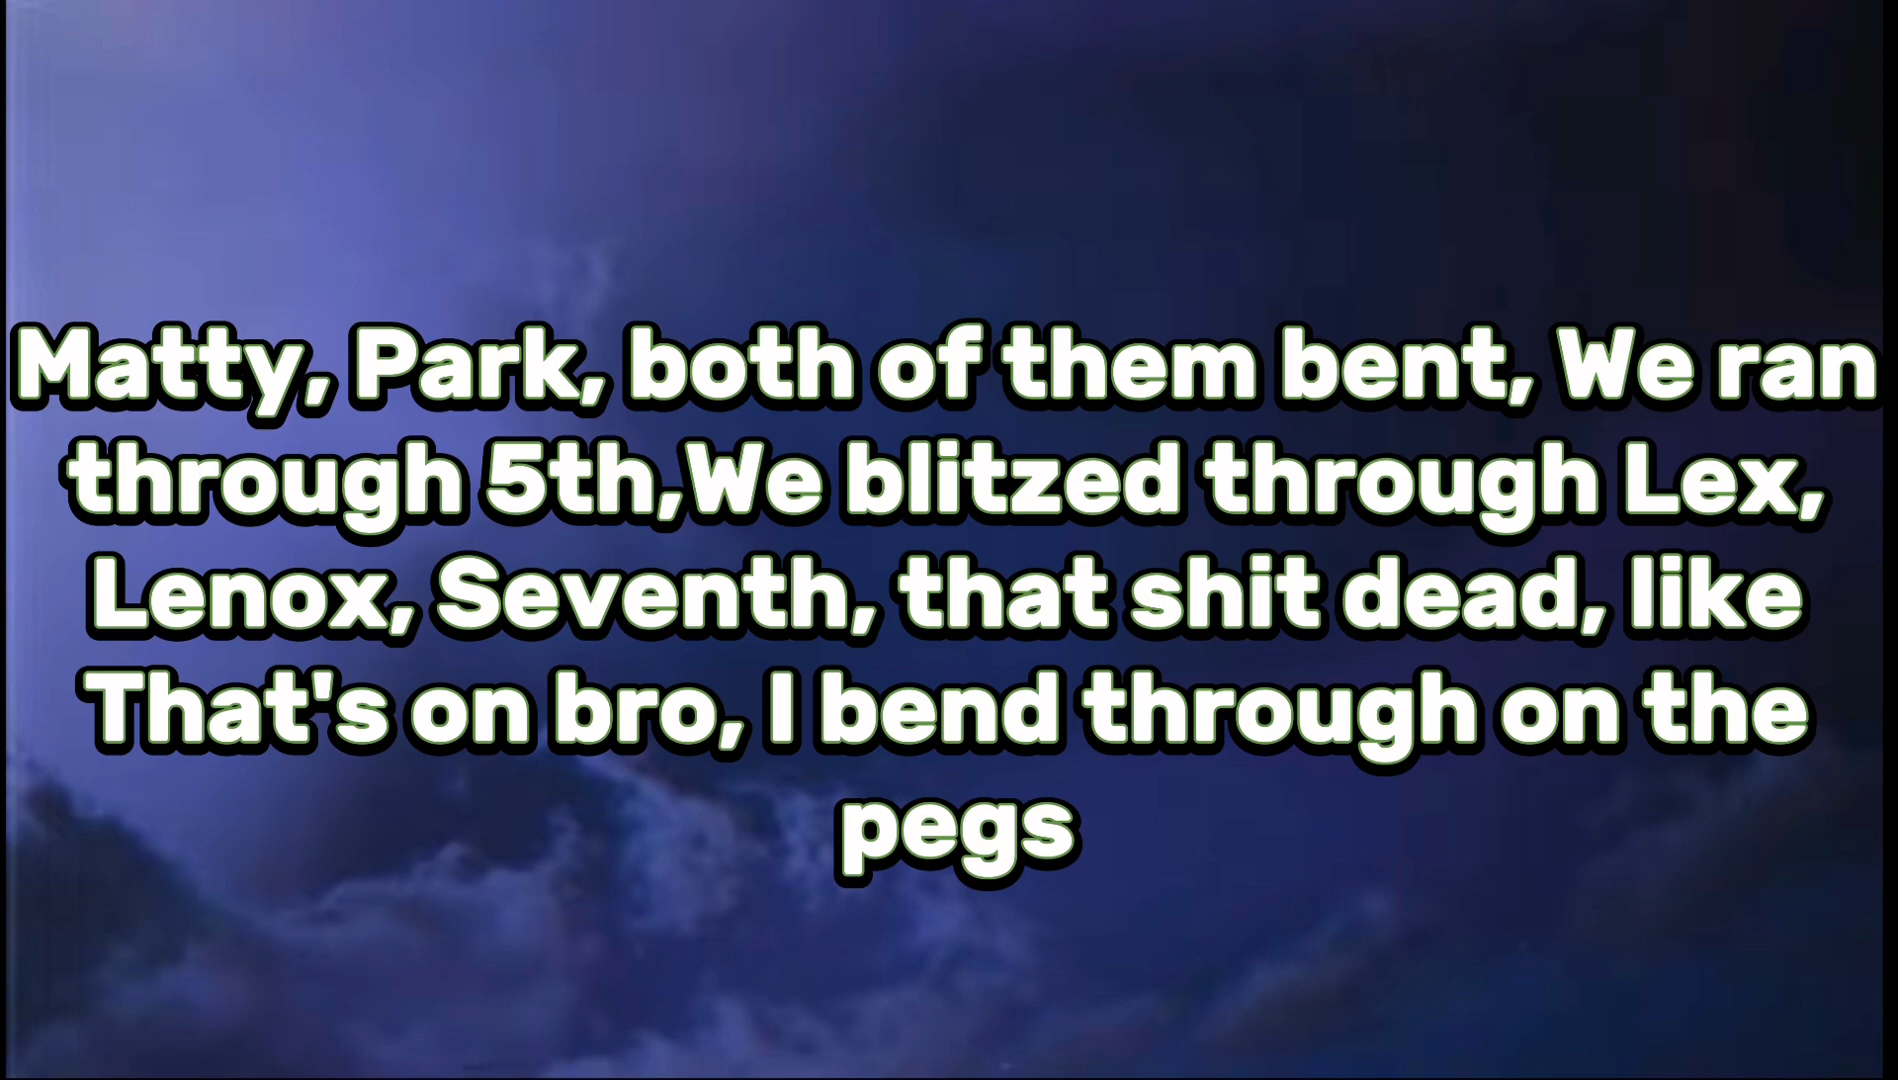 Matty, Park, both of them bent, We ran
through 5th,We blitzed through Lex,
Lenox, Seventh, that shit dead, like
That's on bro, I bend through on the
pegs